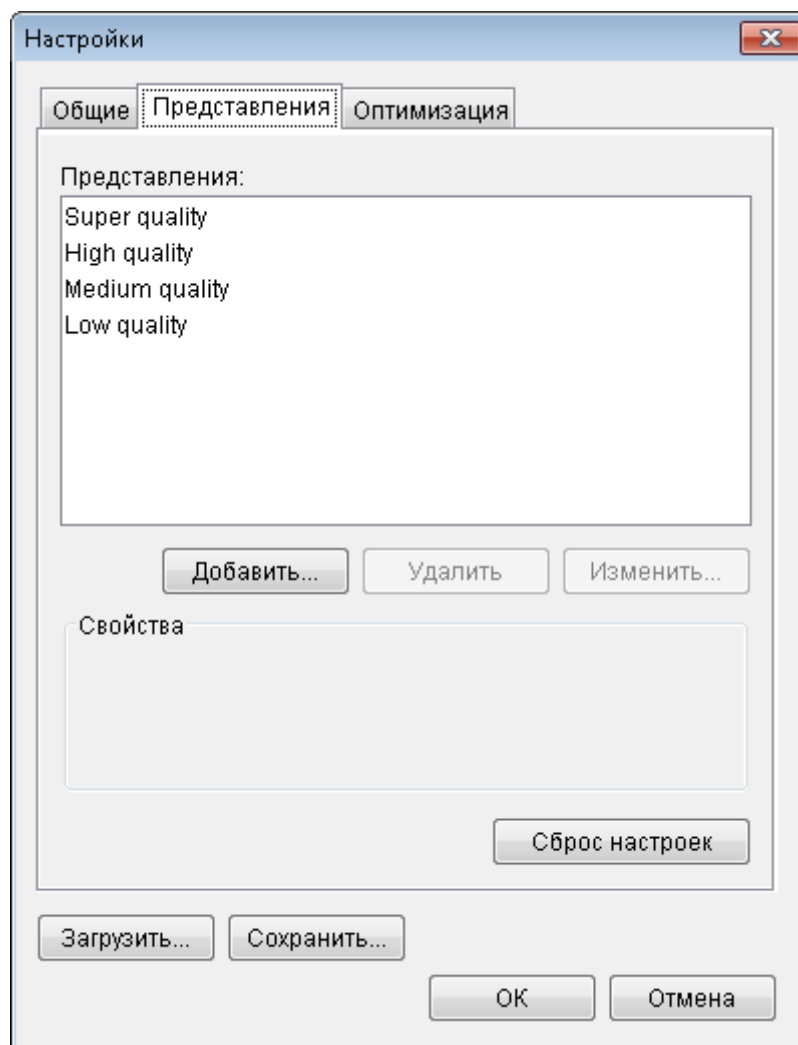 Настройки
Общие Представления Оптимизация
Представления:
Super quality
High quality
Medium quality
Low quality
Добавить... Удалить Изменить...
Свойства
Сброс настроек
Загрузить... Сохранить...
ОК Отмена